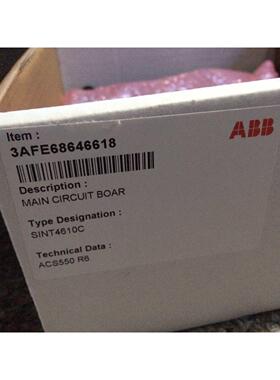 Item :
ABB
3AFE68646618
Description :
MAIN CIRCUIT BOAR
Type Designation :
SINT4610C
Technical Data :
ACS550 R6